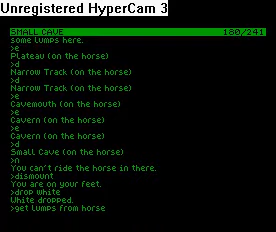 Unregistered HyperCam 3
SMALL CAVE 180/241
some lumps here.
>e
Plateau (on the horse)
>d
Narrow Track (on the horse)
>d
Narrow Track (on the horse)
>e
Cavemouth (on the horse)
>e
Cavern (on the horse)
>e
Cavern (on the horse)
>d
Small Cave (on the horse)
>n
You can't ride the horse in there.
>dismount
You are on your feet.
>drop white
White dropped.
>get lumps from horse